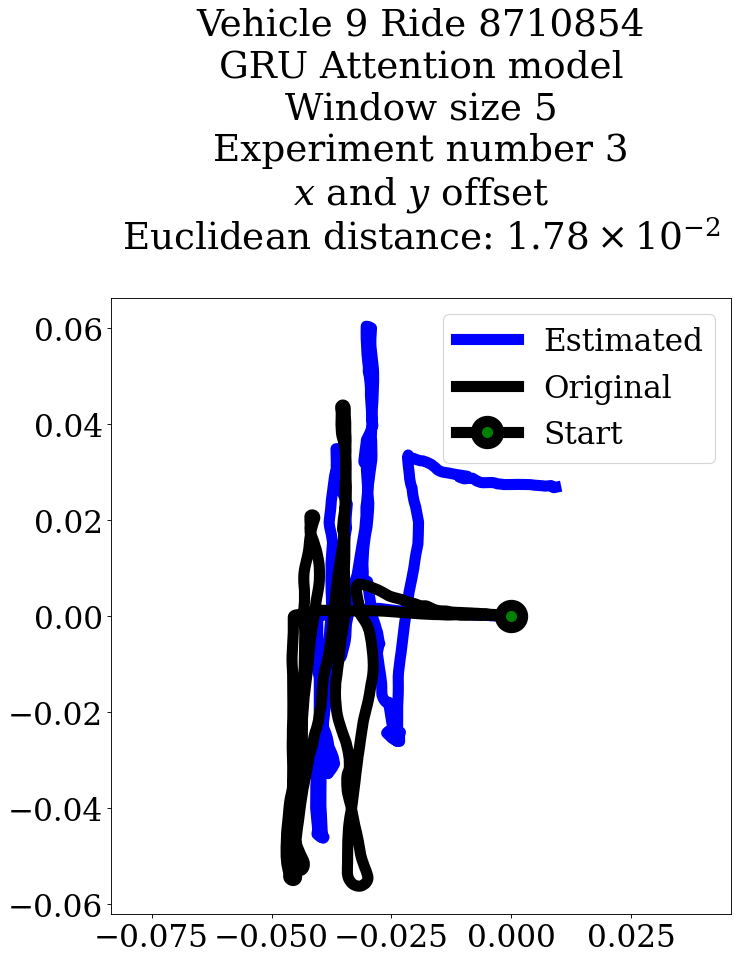 Vehicle 9 Ride 8710854
GRU Attention model
Window size 5
Experiment number 3
x and y offset
Euclidean distance: 1.78 × 10⁻²
Estimated
Original
Start
0.06
0.04
0.02
0.00
−0.02
−0.04
−0.06
−0.075 −0.050 −0.025 0.000 0.025